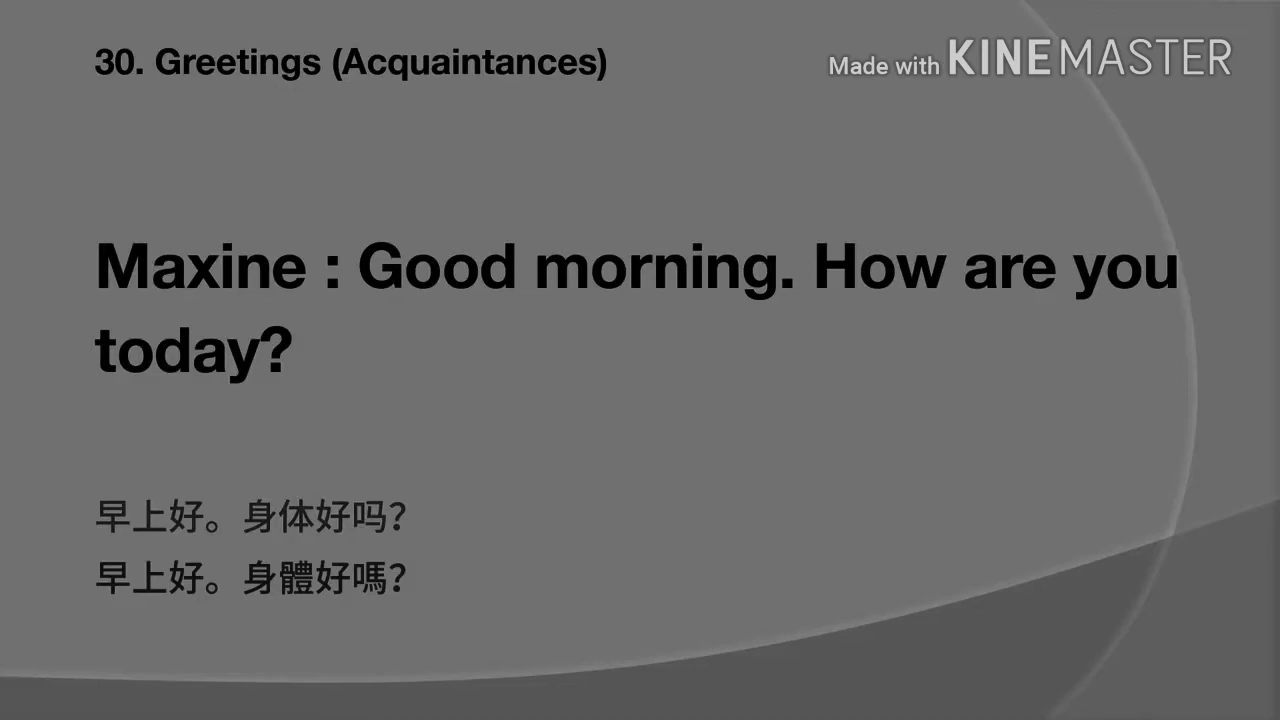 30. Greetings (Acquaintances)
Made with KINEMASTER
Maxine : Good morning. How are you
today?
早上好。身体好吗？
早上好。身體好嗎？